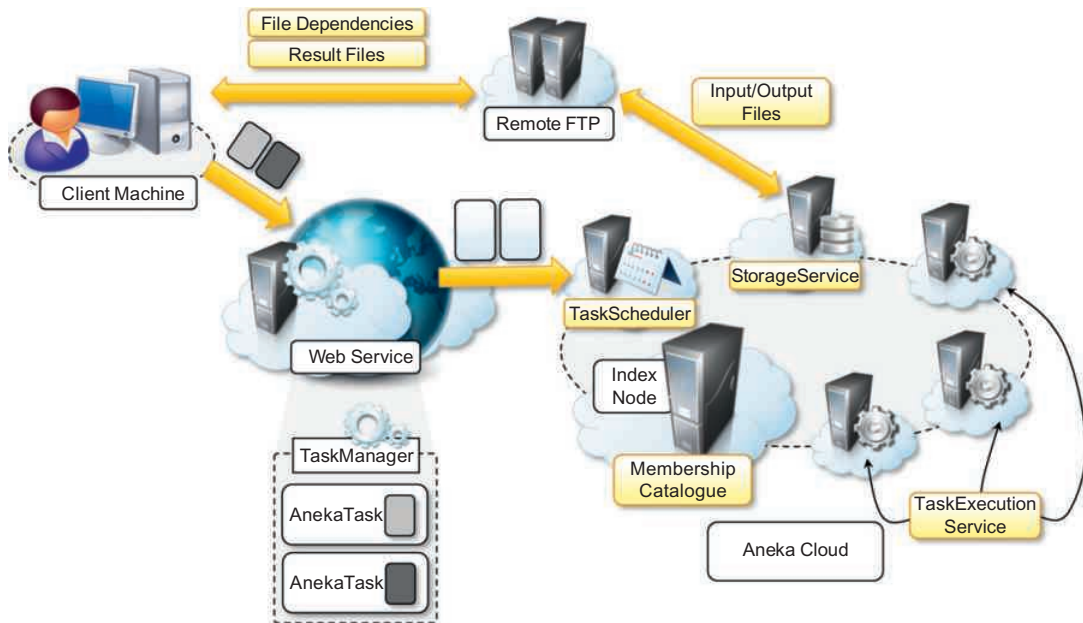 File Dependencies
Result Files
Remote FTP
Input/Output
Files
Client Machine
StorageService
TaskScheduler
Web Service
Index
Node
TaskManager
Membership
Catalogue
AnekaTask
AnekaTask
TaskExecution
Service
Aneka Cloud